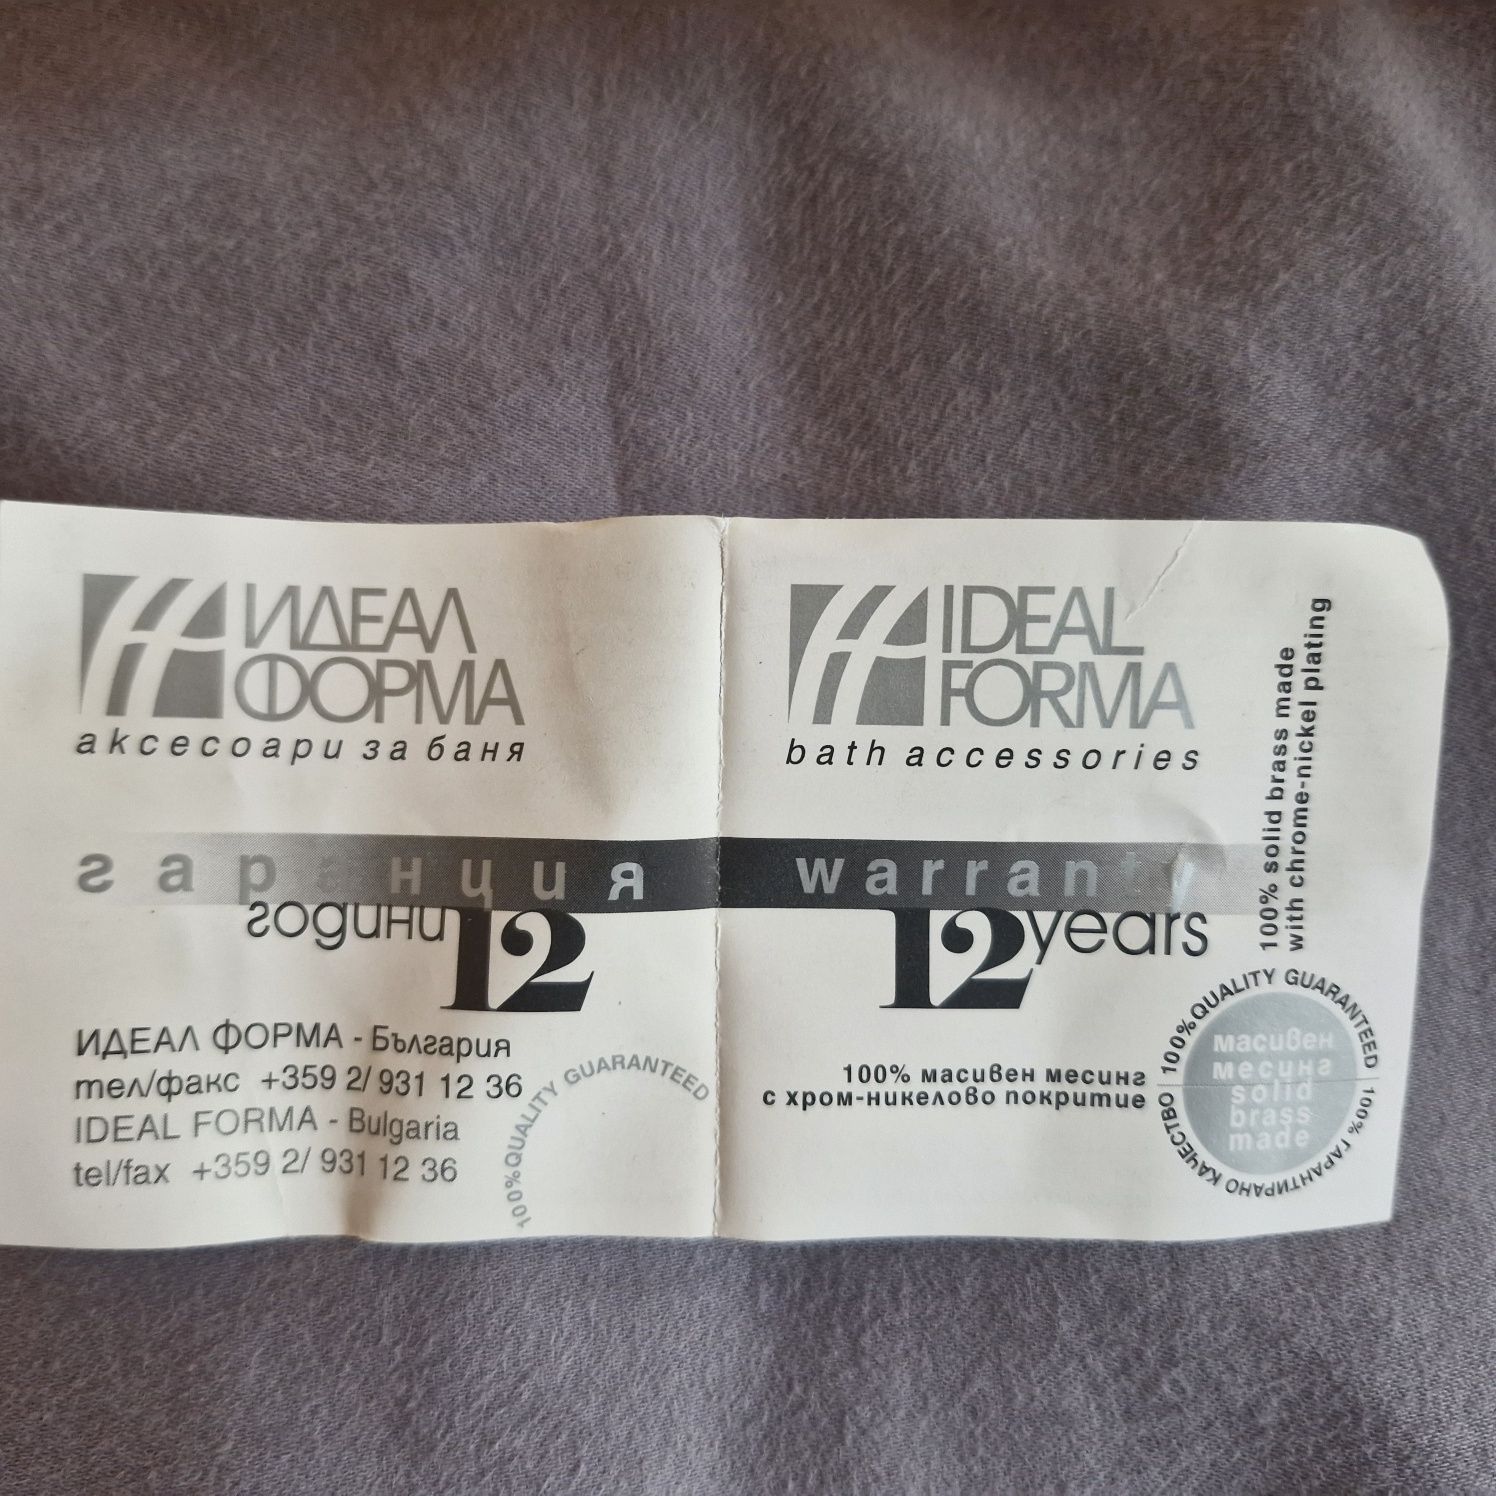 ИДЕАЛ
ФОРМА
аксесоари за баня
гаранция
години 12
ИДЕАЛ ФОРМА - България
тел/факс +359 2/ 931 12 36
IDEAL FORMA - Bulgaria
tel/fax +359 2/ 931 12 36
100% QUALITY GUARANTEED
IDEAL
FORMA
bath accessories
warranty
12 years
100% масивен месинг
с хром-никелово покритие
100% solid brass made
with chrome-nickel plating
100% QUALITY GUARANTEED
масивен
месинг
solid
brass
made
100% ГАРАНТИРАНО КАЧЕСТВО